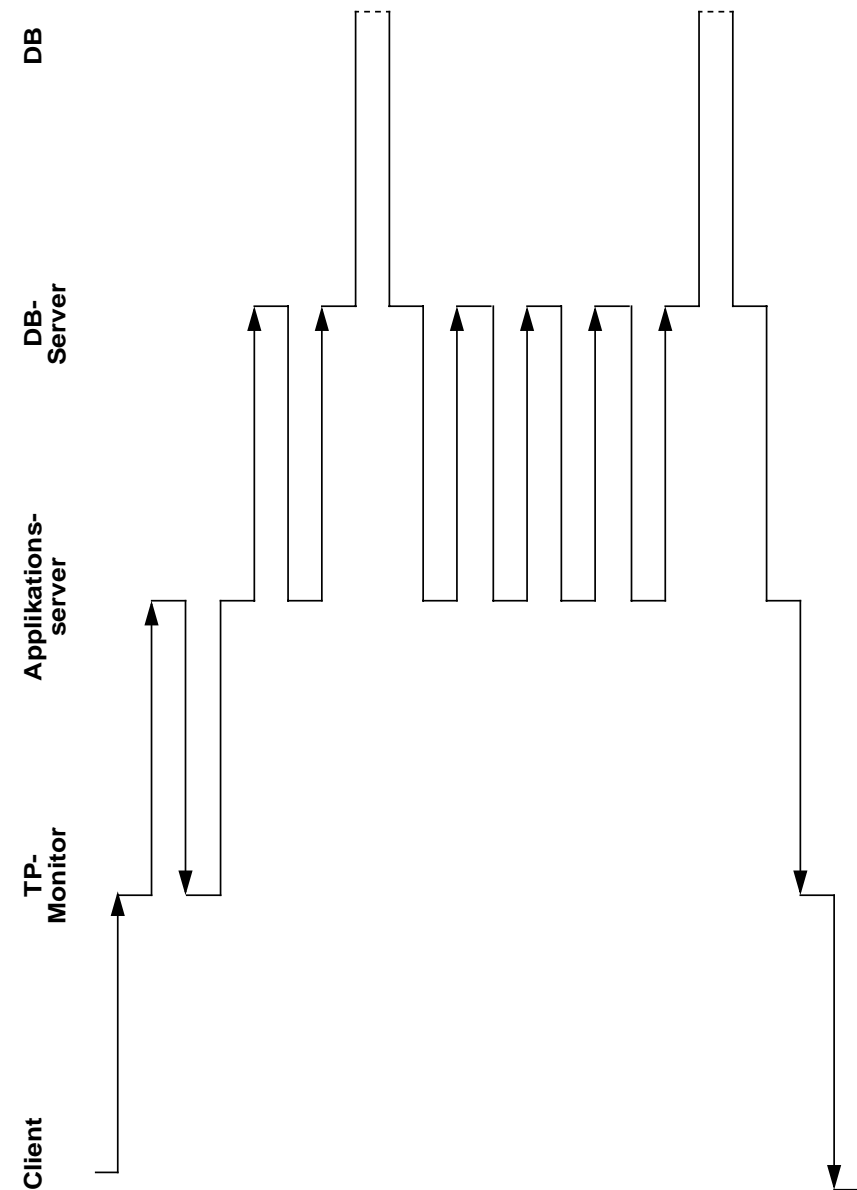 DB
DB-
Server
Applikations-
server
TP-
Monitor
Client